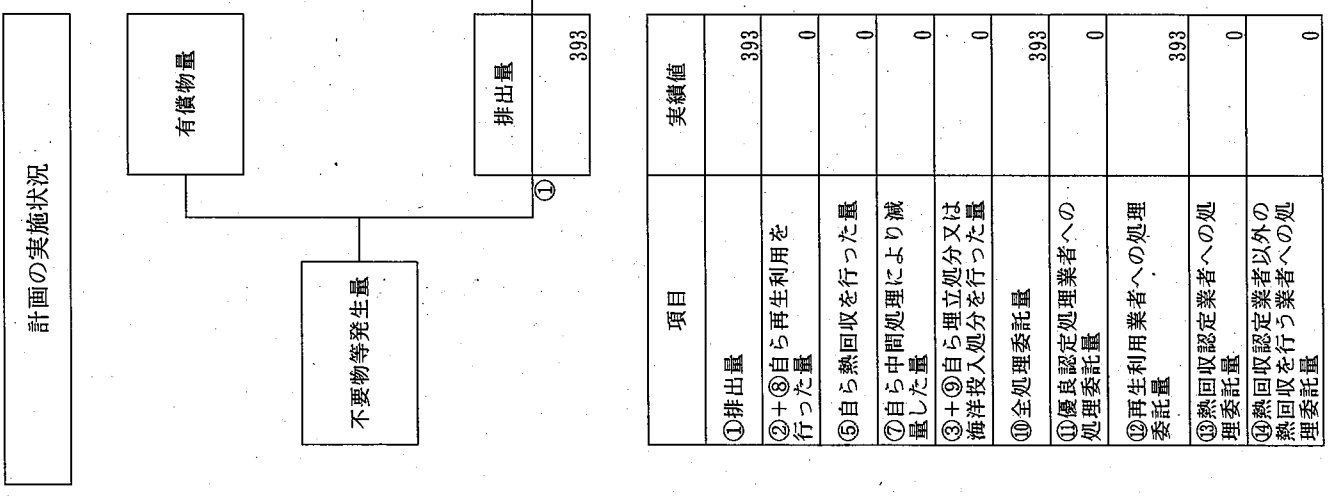 計画の実施状況
有償物量
不要物等発生量
排出量
①
393
項目
実績値
①排出量
393
②+⑧自ら再生利用を
行った量
0
⑤自ら熱回収を行った量
0
⑦自ら中間処理により減
量した量
0
③+⑨自ら埋立処分又は
海洋投入処分を行った量
0
⑩全処理委託量
393
⑪優良認定処理業者への
処理委託量
0
⑫再生利用業者への処理
委託量
393
⑬熱回収認定業者への処
理委託量
0
⑭熱回収認定業者以外の
熱回収を行う業者への処
理委託量
0